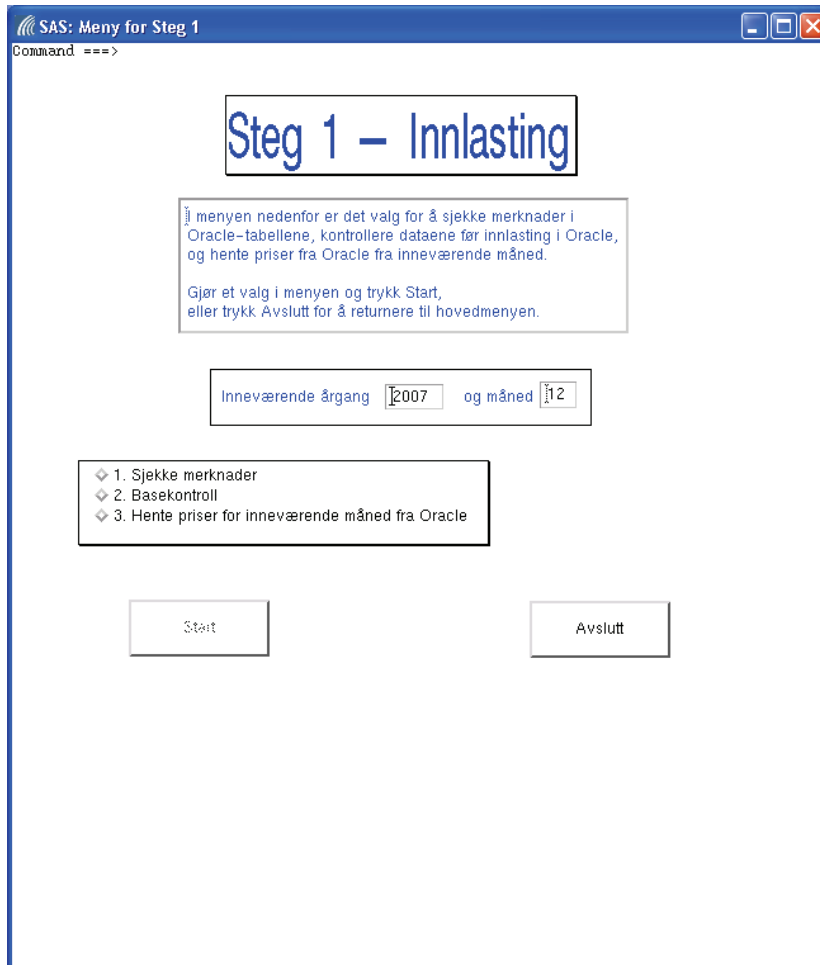 SAS: Meny for Steg 1
Command ===>
Steg 1 – Innlasting
I menyen nedenfor er det valg for å sjekke merknader i
Oracle-tabellene, kontrollere dataene før innlasting i Oracle,
og hente priser fra Oracle fra inneværende måned.
Gjør et valg i menyen og trykk Start,
eller trykk Avslutt for å returnere til hovedmenyen.
Inneværende årgang 2007 og måned 12
1. Sjekke merknader
2. Basekontroll
3. Hente priser for inneværende måned fra Oracle
Start Avslutt